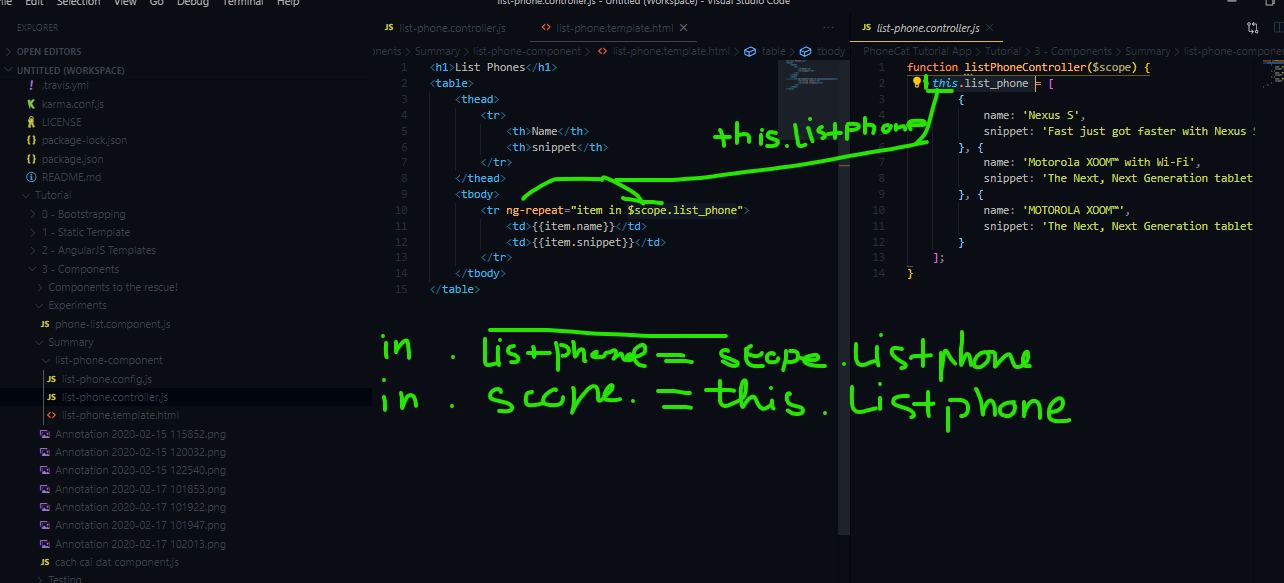 File Edit Selection View Go Debug Terminal Help
list-phone.controller.js - Untitled (Workspace) - Visual Studio Code
EXPLORER
OPEN EDITORS
UNTITLED (WORKSPACE)
.travis.yml
karma.conf.js
LICENSE
package-lock.json
package.json
README.md
Tutorial
0 - Bootstrapping
1 - Static Template
2 - AngularJS Templates
3 - Components
Components to the rescue!
Experiments
JS phone-list.component.js
Summary
list-phone-component
JS list-phone.config.js
JS list-phone.controller.js
<> list-phone.template.html
Annotation 2020-02-15 115852.png
Annotation 2020-02-15 120032.png
Annotation 2020-02-15 122540.png
Annotation 2020-02-17 101853.png
Annotation 2020-02-17 101922.png
Annotation 2020-02-17 101947.png
Annotation 2020-02-17 102013.png
JS cach cai dat component.js
Testing
JS list-phone.controller.js
<> list-phone.template.html
nents > Summary > list-phone-component > <> list-phone.template.html > table > tbody
1 <h1>List Phones</h1>
2 <table>
3 <thead>
4 <tr>
5 <th>Name</th>
6 <th>snippet</th>
7 </tr>
8 </thead>
9 <tbody>
10 <tr ng-repeat="item in $scope.list_phone">
11 <td>{{item.name}}</td>
12 <td>{{item.snippet}}</td>
13 </tr>
14 </tbody>
15 </table>
this.listphone
JS list-phone.controller.js
PhoneCat Tutorial App > Tutorial > 3 - Components > Summary > list-phone-compone
1 function listPhoneController($scope) {
2 this.list_phone = [
3 {
4 name: 'Nexus S',
5 snippet: 'Fast just got faster with Nexus S
6 }, {
7 name: 'Motorola XOOM™ with Wi-Fi',
8 snippet: 'The Next, Next Generation tablet
9 }, {
10 name: 'MOTOROLA XOOM™',
11 snippet: 'The Next, Next Generation tablet
12 }
13 ];
14 }
in . listphone = scope.listphone
in . scope. = this. Listphone